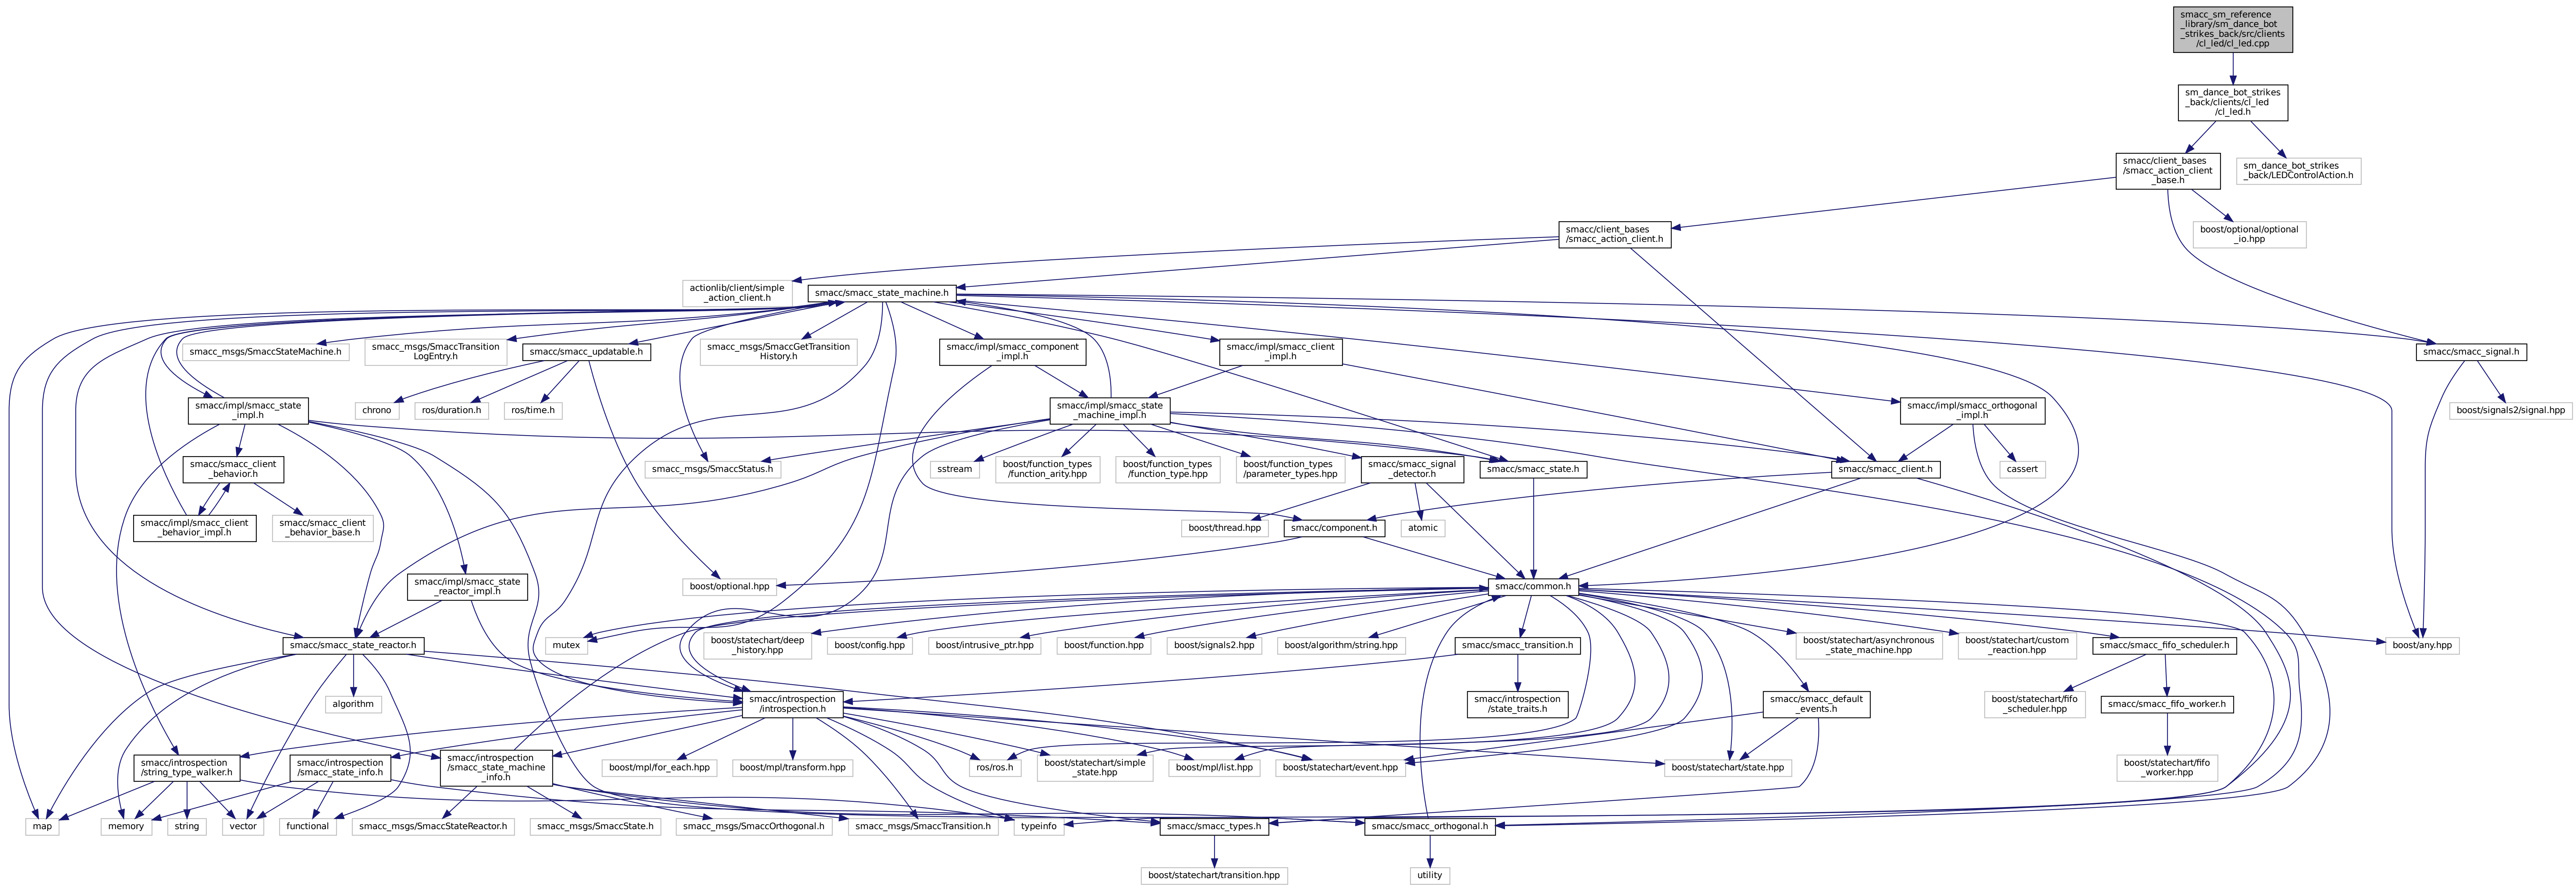 smacc_sm_reference
_library/sm_dance_bot
_strikes_back/src/clients
/cl_led/cl_led.cpp
sm_dance_bot_strikes
_back/clients/cl_led
/cl_led.h
smacc/client_bases
/smacc_action_client
_base.h
sm_dance_bot_strikes
_back/LEDControlAction.h
smacc/client_bases
/smacc_action_client.h
boost/optional/optional
_io.hpp
actionlib/client/simple
_action_client.h
smacc/smacc_state_machine.h
smacc_msgs/SmaccStateMachine.h
smacc_msgs/SmaccTransition
LogEntry.h
smacc/smacc_updatable.h
smacc_msgs/SmaccGetTransition
History.h
smacc/impl/smacc_component
_impl.h
smacc/impl/smacc_client
_impl.h
smacc/smacc_signal.h
smacc/impl/smacc_state
_impl.h
chrono
ros/duration.h
ros/time.h
smacc/impl/smacc_state
_machine_impl.h
smacc/impl/smacc_orthogonal
_impl.h
boost/signals2/signal.hpp
smacc/smacc_client
_behavior.h
smacc_msgs/SmaccStatus.h
sstream
boost/function_types
/function_arity.hpp
boost/function_types
/function_type.hpp
boost/function_types
/parameter_types.hpp
smacc/smacc_signal
_detector.h
smacc/smacc_state.h
smacc/smacc_client.h
cassert
smacc/impl/smacc_client
_behavior_impl.h
smacc/smacc_client
_behavior_base.h
boost/thread.hpp
smacc/component.h
atomic
smacc/impl/smacc_state
_reactor_impl.h
boost/optional.hpp
smacc/common.h
smacc/smacc_state_reactor.h
mutex
boost/statechart/deep
_history.hpp
boost/config.hpp
boost/intrusive_ptr.hpp
boost/function.hpp
boost/signals2.hpp
boost/algorithm/string.hpp
smacc/smacc_transition.h
boost/statechart/asynchronous
_state_machine.hpp
boost/statechart/custom
_reaction.hpp
smacc/smacc_fifo_scheduler.h
boost/any.hpp
algorithm
smacc/introspection
/introspection.h
smacc/introspection
/state_traits.h
smacc/smacc_default
_events.h
boost/statechart/fifo
_scheduler.hpp
smacc/smacc_fifo_worker.h
smacc/introspection
/string_type_walker.h
smacc/introspection
/smacc_state_info.h
smacc/introspection
/smacc_state_machine
_info.h
boost/mpl/for_each.hpp
boost/mpl/transform.hpp
ros/ros.h
boost/statechart/simple
_state.hpp
boost/mpl/list.hpp
boost/statechart/event.hpp
boost/statechart/state.hpp
boost/statechart/fifo
_worker.hpp
map
memory
string
vector
functional
smacc_msgs/SmaccStateReactor.h
smacc_msgs/SmaccState.h
smacc_msgs/SmaccOrthogonal.h
smacc_msgs/SmaccTransition.h
typeinfo
smacc/smacc_types.h
smacc/smacc_orthogonal.h
boost/statechart/transition.hpp
utility